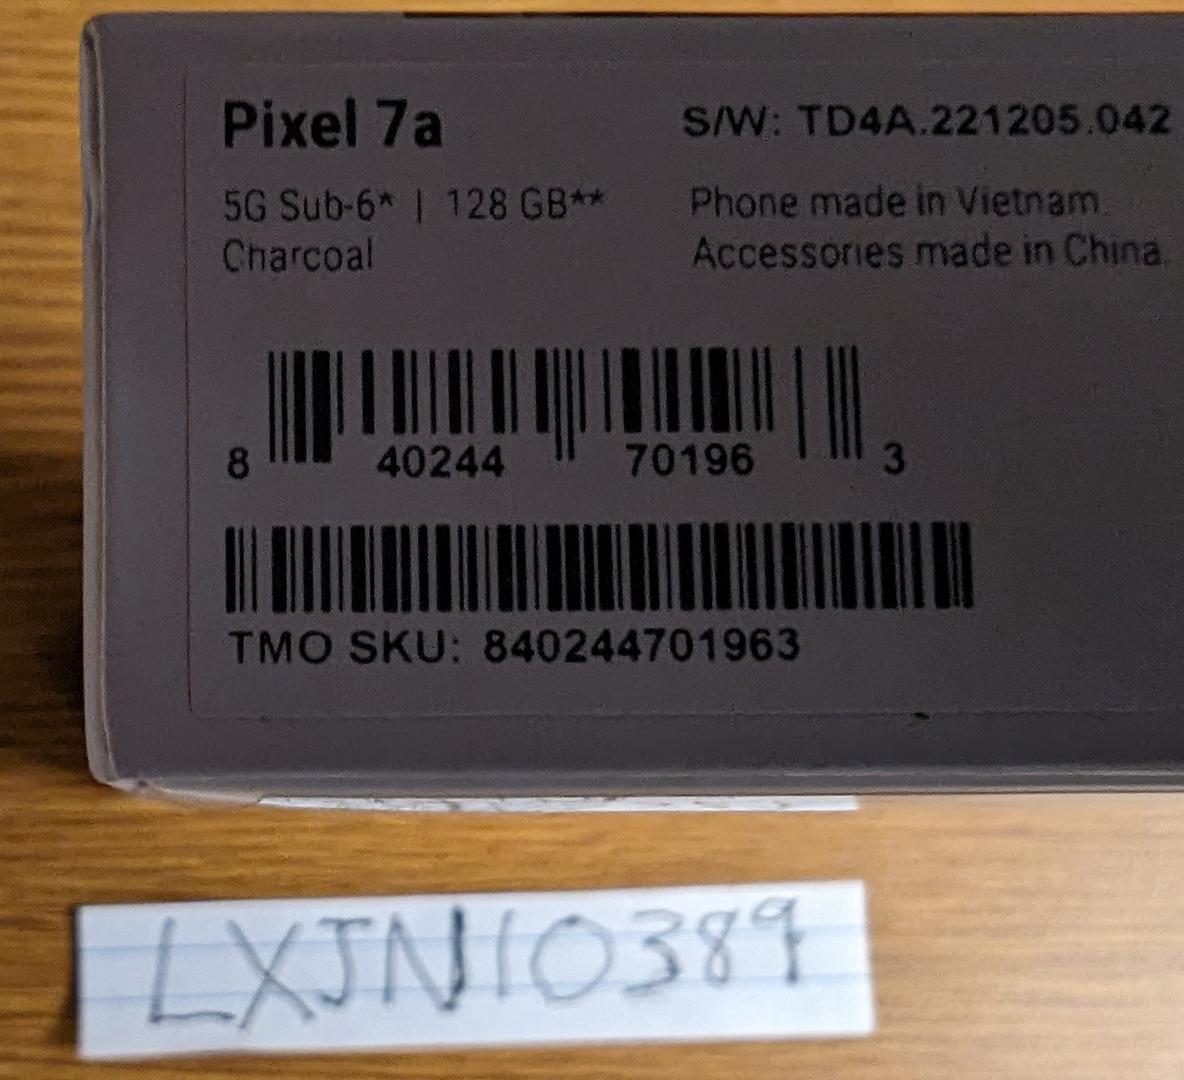 Pixel 7a
5G Sub-6* | 128 GB**
Charcoal
S/W: TD4A.221205.042
Phone made in Vietnam.
Accessories made in China.
8 40244 70196 3
TMO SKU: 840244701963
LXJN10389